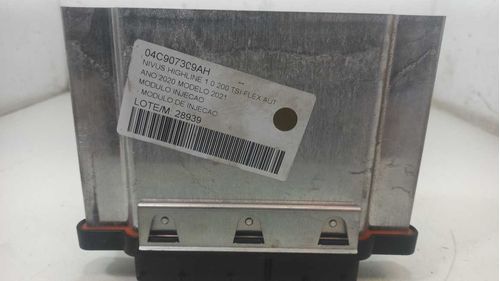 04C907309AH
NIVUS HIGHLINE 1.0 200 TSI FLEX AUT
ANO 2020 MODELO 2021
MODULO INJECAO
MODULO DE INJECAO
LOTE/M. 28939